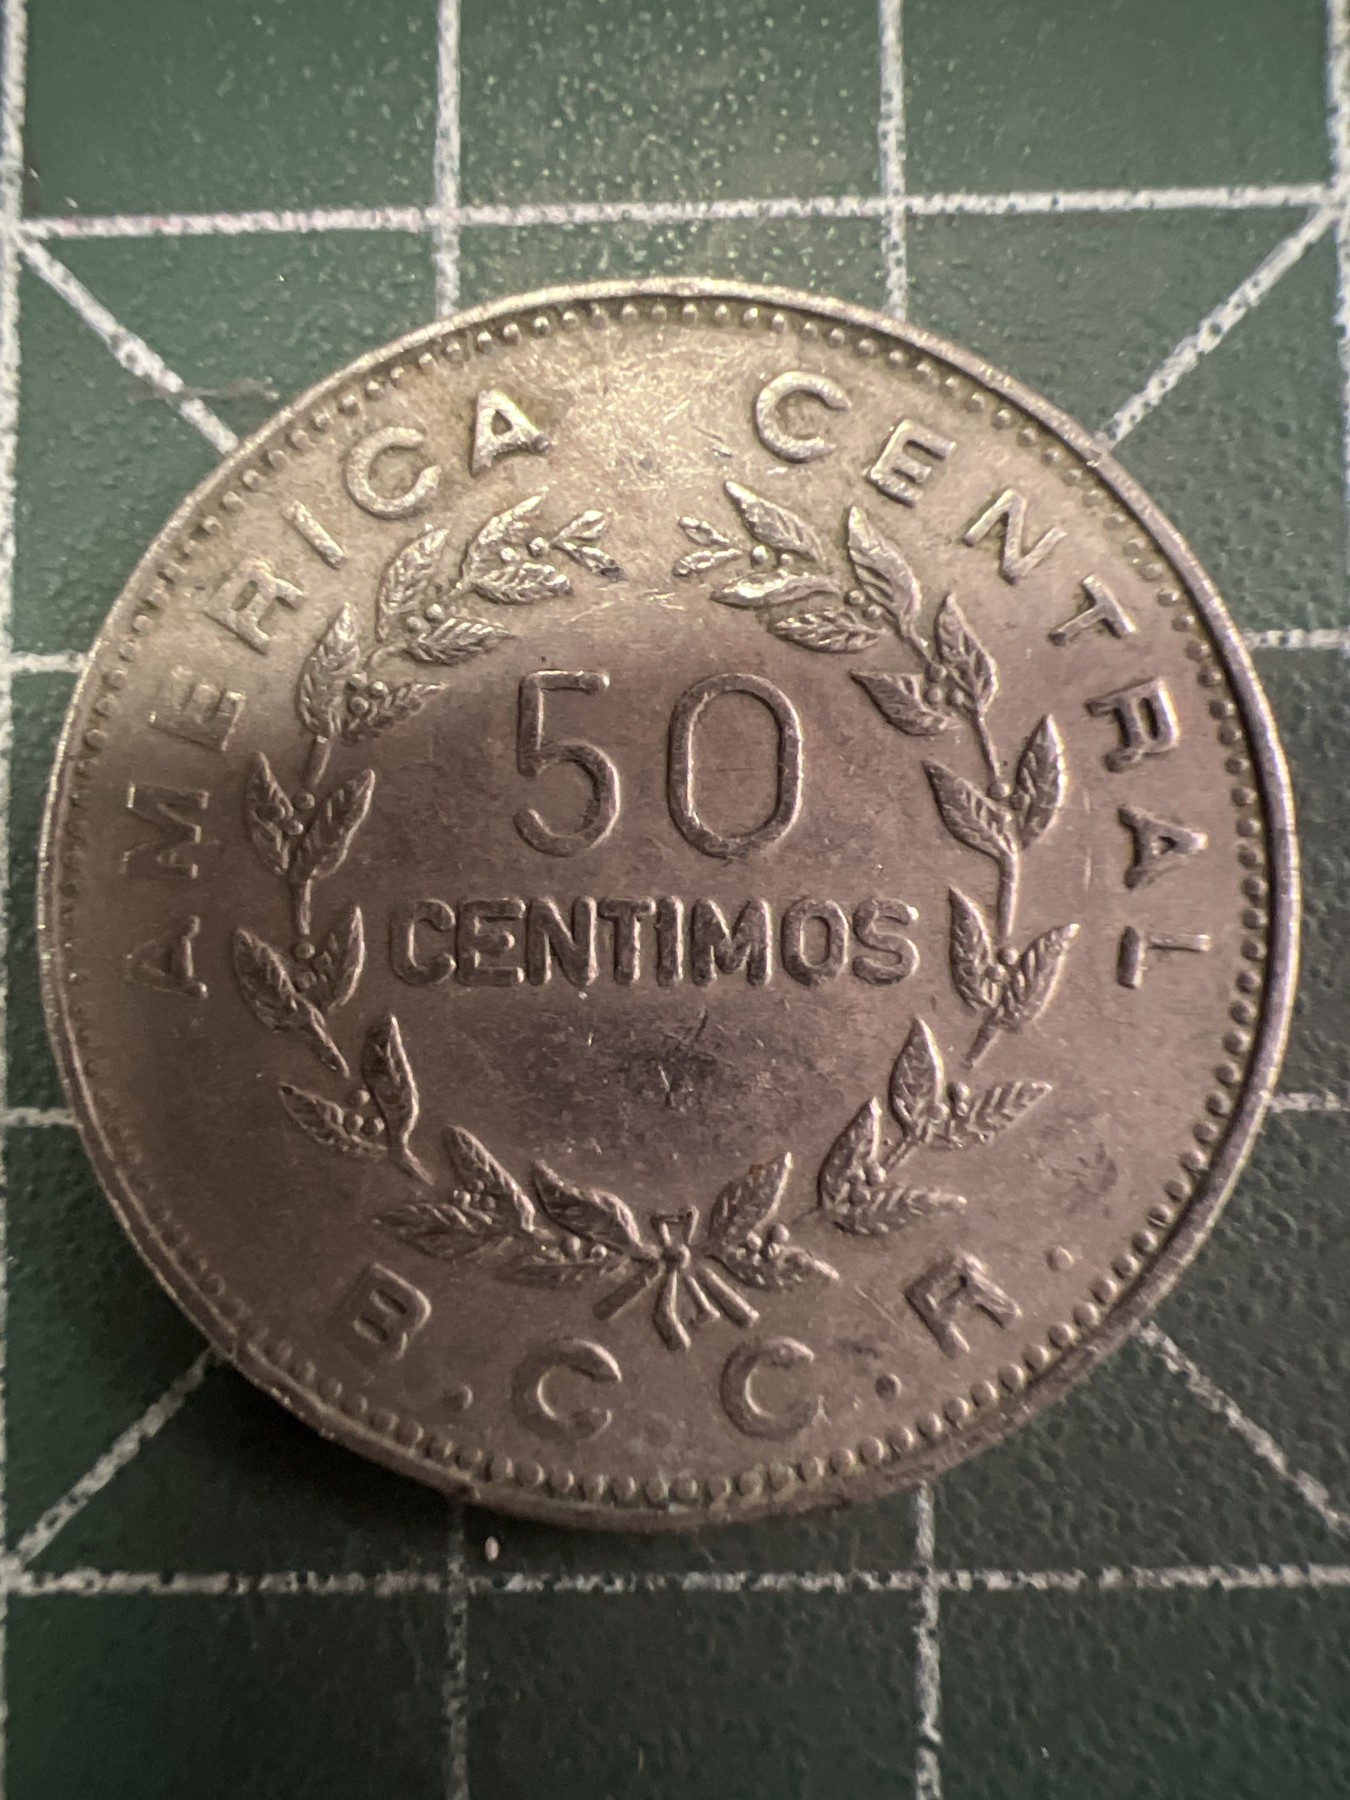 AMERICA CENTRAL
50
CENTIMOS
B.C.C.R.